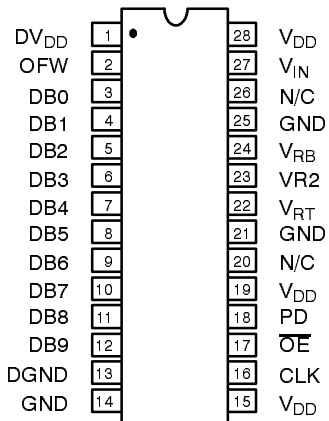 DVDD 1 28 VDD
OFW 2 27 VIN
DB0 3 26 N/C
DB1 4 25 GND
DB2 5 24 VRB
DB3 6 23 VR2
DB4 7 22 VRT
DB5 8 21 GND
DB6 9 20 N/C
DB7 10 19 VDD
DB8 11 18 PD
DB9 12 17 O̅E̅
DGND 13 16 CLK
GND 14 15 VDD